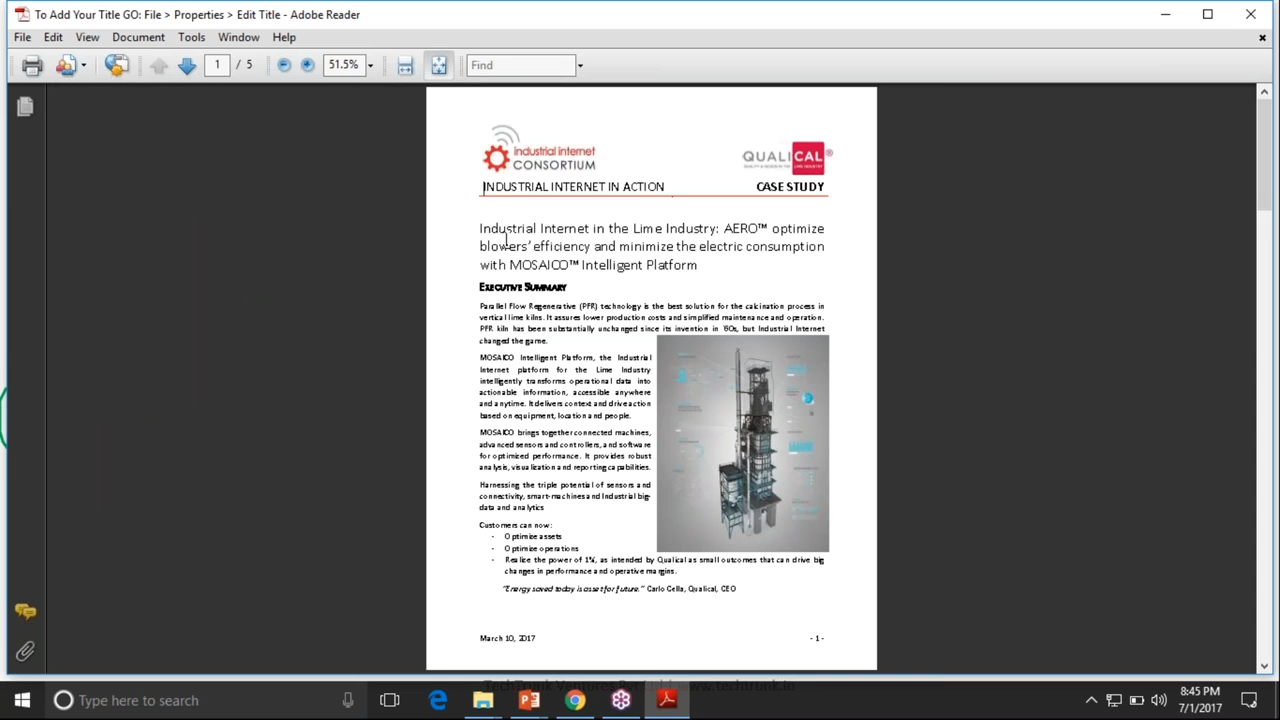 To Add Your Title GO: File > Properties > Edit Title - Adobe Reader
File Edit View Document Tools Window Help
1 / 5 51.5% Find
industrial internet
CONSORTIUM
QUALICAL®
INDUSTRIAL INTERNET IN ACTION CASE STUDY
Industrial Internet in the Lime Industry: AERO™ optimize
blowers’ efficiency and minimize the electric consumption
with MOSAICO™ Intelligent Platform
EXECUTIVE SUMMARY
Parallel Flow Regenerative (PFR) technology is the best solution for the calcination process in
vertical lime kilns. It assures lower production costs and simplified maintenance and operation.
PFR kiln has been substantially unchanged since its invention in ’60s, but Industrial Internet
changed the game.
MOSAICO Intelligent Platform, the Industrial
Internet platform for the Lime Industry
intelligently transforms operational data into
actionable information, accessible anywhere
and anytime. It delivers context and drive action
based on equipment, location and people.
MOSAICO brings together connected machines,
advanced sensors and controllers, and software
for optimized performance. It provides robust
analysis, visualization and reporting capabilities.
Harnessing the triple potential of sensors and
connectivity, smart-machines and Industrial big-
data and analytics
Customers can now:
- Optimize assets
- Optimize operations
- Realize the power of 1%, as intended by Qualical as small outcomes that can drive big
changes in performance and operative margins.
“Energy saved today is asset for future.” Carlo Cella, Qualical, CEO
March 10, 2017 - 1 -
TechTrunk Ventures Pvt Ltd www.techtrunk.in
Type here to search
8:45 PM
7/1/2017